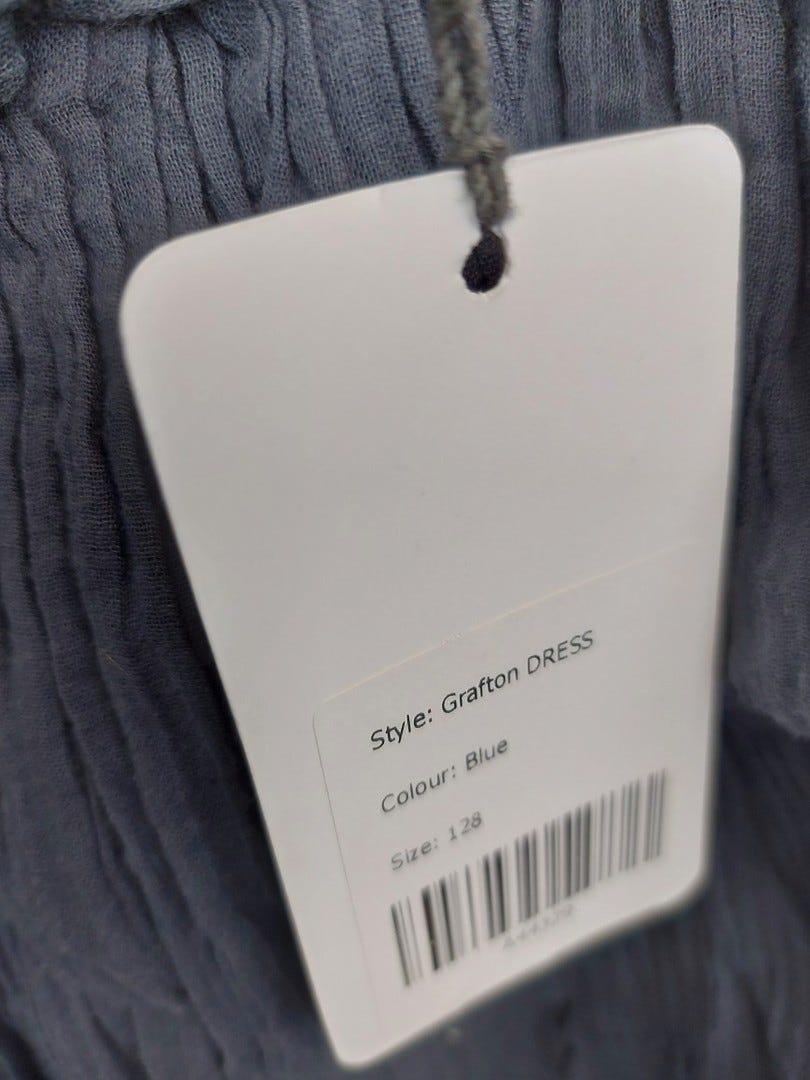 Style: Grafton DRESS
Colour: Blue
Size: 128